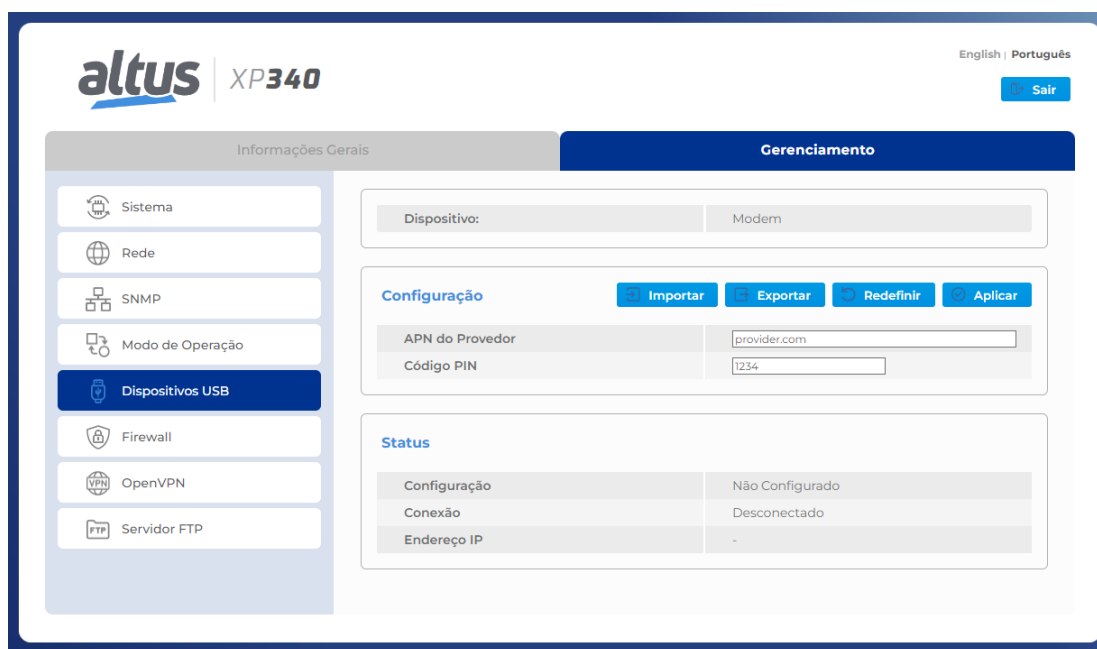 altus | XP340
English | Português
Sair
Informações Gerais
Gerenciamento
Sistema
Rede
SNMP
Modo de Operação
Dispositivos USB
Firewall
VPN OpenVPN
FTP Servidor FTP
Dispositivo: Modem
Configuração Importar Exportar Redefinir Aplicar
APN do Provedor provider.com
Código PIN 1234
Status
Configuração Não Configurado
Conexão Desconectado
Endereço IP -